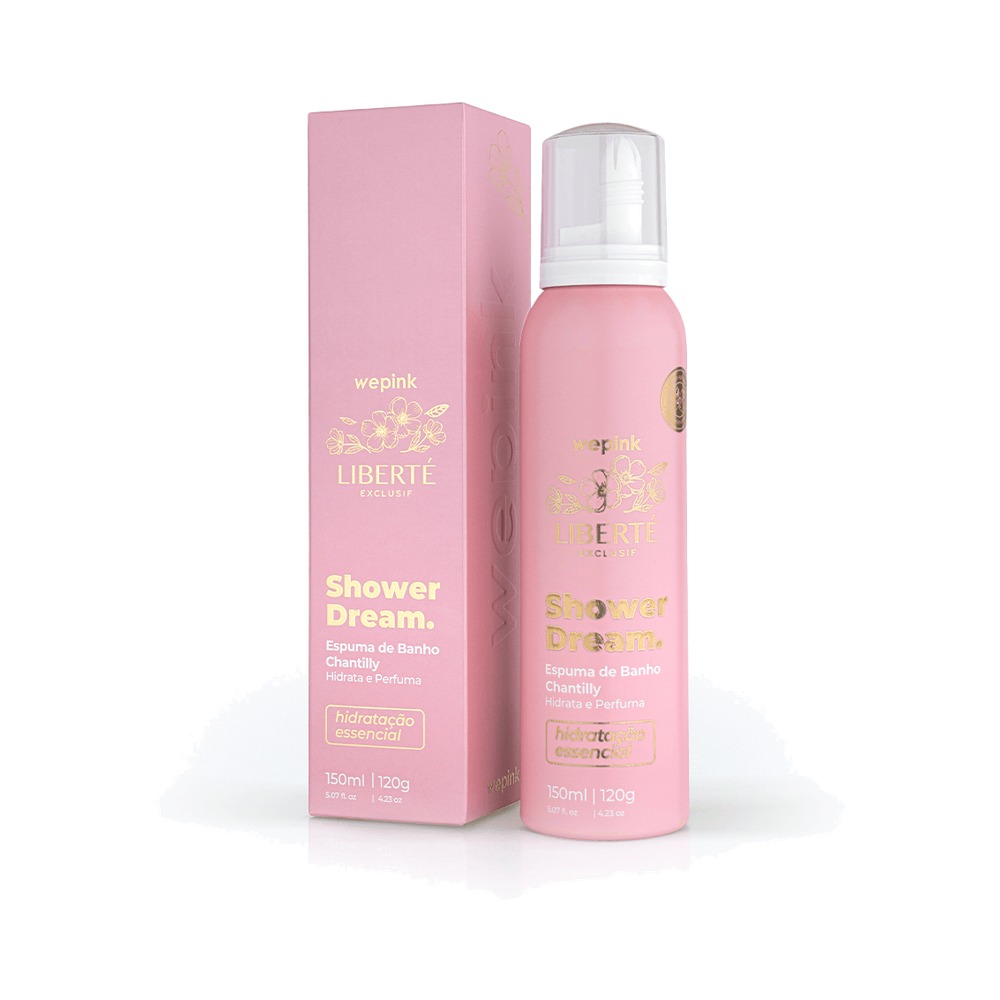 wepink
LIBERTÉ
EXCLUSIF
Shower
Dream.
Espuma de Banho
Chantilly
Hidrata e Perfuma
hidratação
essencial
150ml | 120g
5.07 fl. oz | 4.23 oz
wepink
wepink
wepink
LIBERTÉ
EXCLUSIF
Shower
Dream.
Espuma de Banho
Chantilly
Hidrata e Perfuma
hidratação
essencial
150ml | 120g
5.07 fl. oz | 4.23 oz